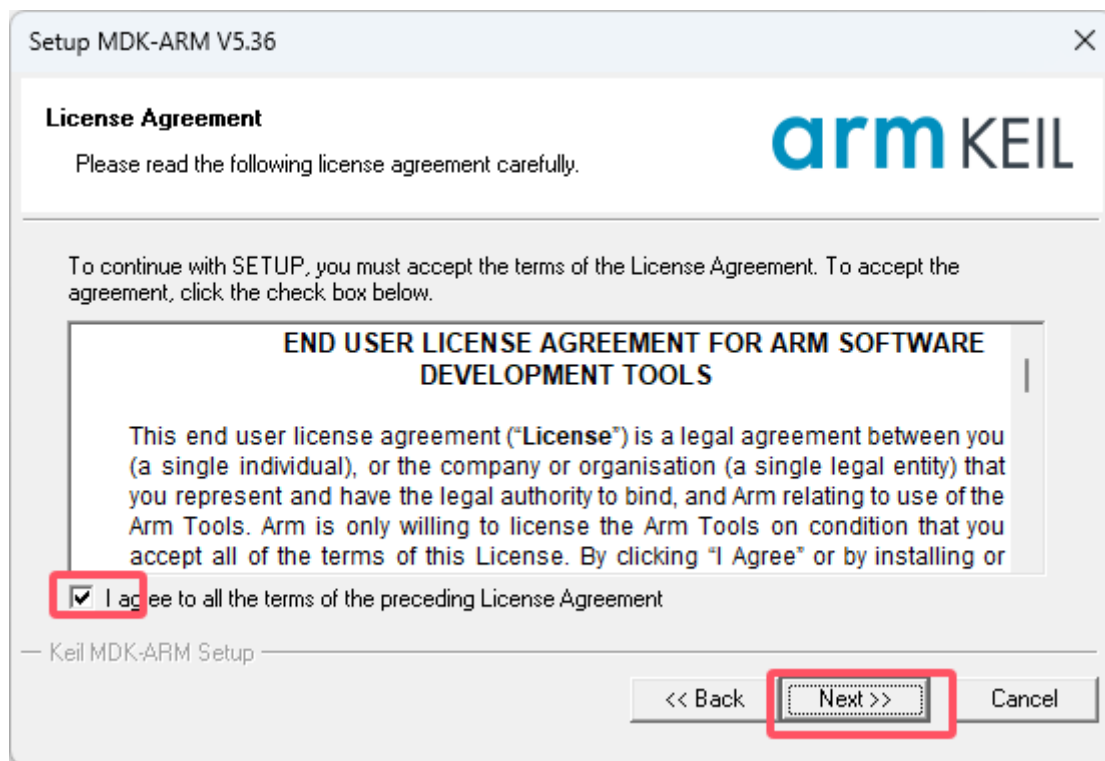 Setup MDK-ARM V5.36
License Agreement
Please read the following license agreement carefully.
arm KEIL
To continue with SETUP, you must accept the terms of the License Agreement. To accept the
agreement, click the check box below.
END USER LICENSE AGREEMENT FOR ARM SOFTWARE
DEVELOPMENT TOOLS
This end user license agreement (“License”) is a legal agreement between you
(a single individual), or the company or organisation (a single legal entity) that
you represent and have the legal authority to bind, and Arm relating to use of the
Arm Tools. Arm is only willing to license the Arm Tools on condition that you
accept all of the terms of this License. By clicking “I Agree” or by installing or
I agree to all the terms of the preceding License Agreement
Keil MDK-ARM Setup
<< Back
Next >>
Cancel